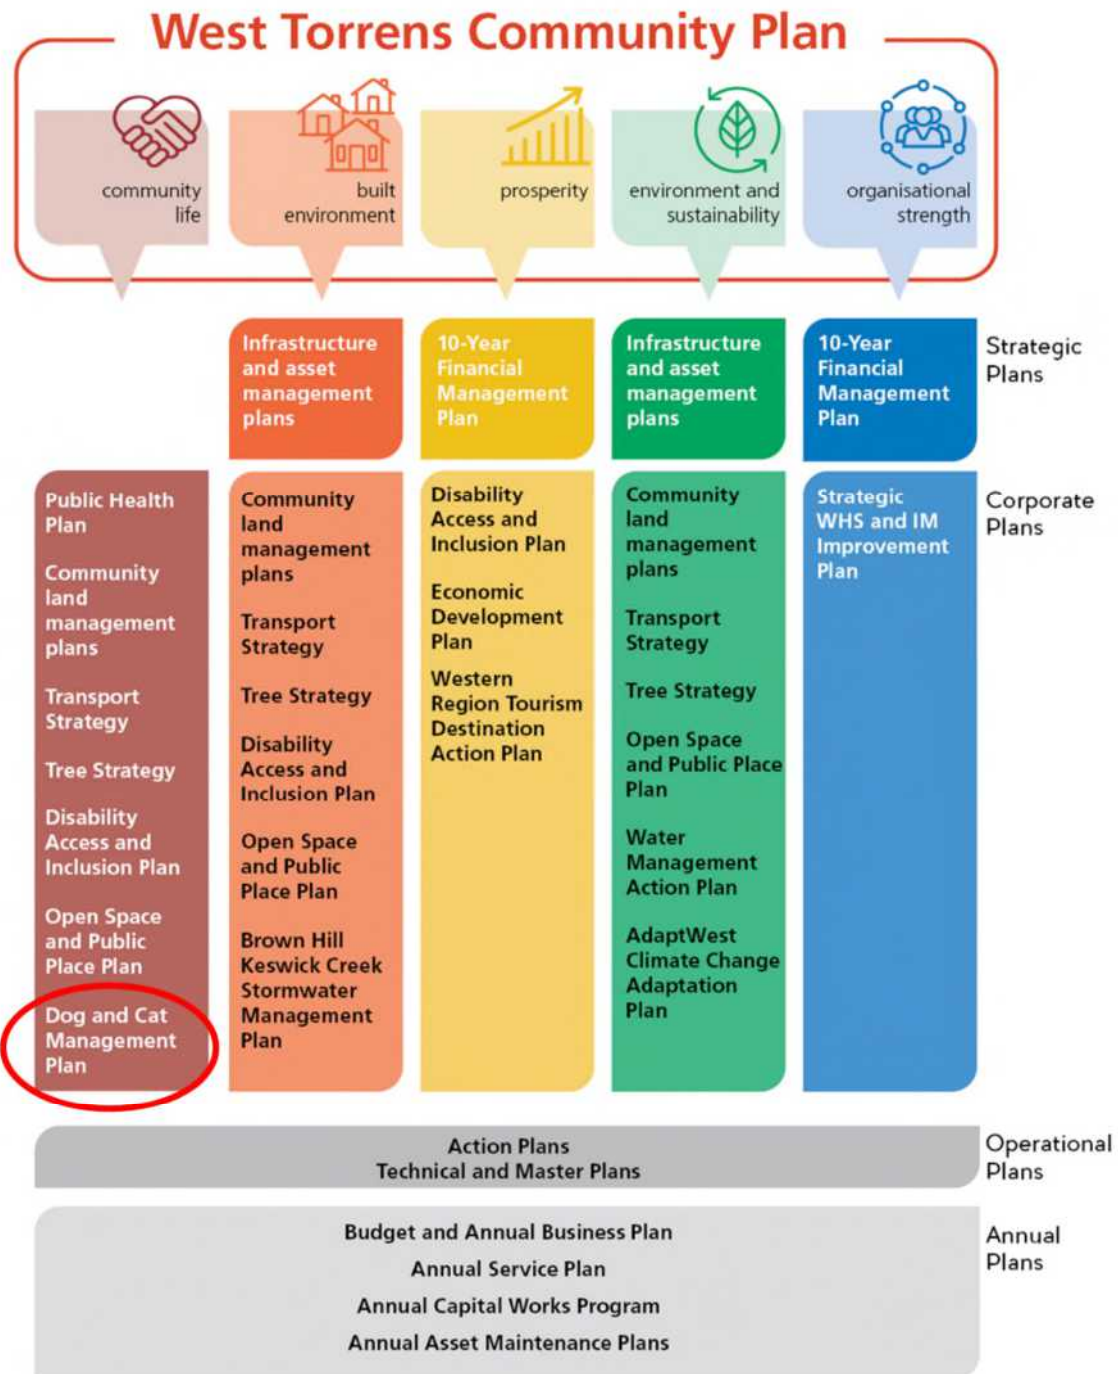 West Torrens Community Plan
community
life
built
environment
prosperity
environment and
sustainability
organisational
strength
Infrastructure
and asset
management
plans
10-Year
Financial
Management
Plan
Infrastructure
and asset
management
plans
10-Year
Financial
Management
Plan
Strategic
Plans
Public Health
Plan
Community
land
management
plans
Transport
Strategy
Tree Strategy
Disability
Access and
Inclusion Plan
Open Space
and Public
Place Plan
Dog and Cat
Management
Plan
Community
land
management
plans
Transport
Strategy
Tree Strategy
Disability
Access and
Inclusion Plan
Open Space
and Public
Place Plan
Brown Hill
Keswick Creek
Stormwater
Management
Plan
Disability
Access and
Inclusion Plan
Economic
Development
Plan
Western
Region Tourism
Destination
Action Plan
Community
land
management
plans
Transport
Strategy
Tree Strategy
Open Space
and Public Place
Plan
Water
Management
Action Plan
AdaptWest
Climate Change
Adaptation
Plan
Strategic
WHS and IM
Improvement
Plan
Corporate
Plans
Action Plans
Technical and Master Plans
Operational
Plans
Budget and Annual Business Plan
Annual Service Plan
Annual Capital Works Program
Annual Asset Maintenance Plans
Annual
Plans